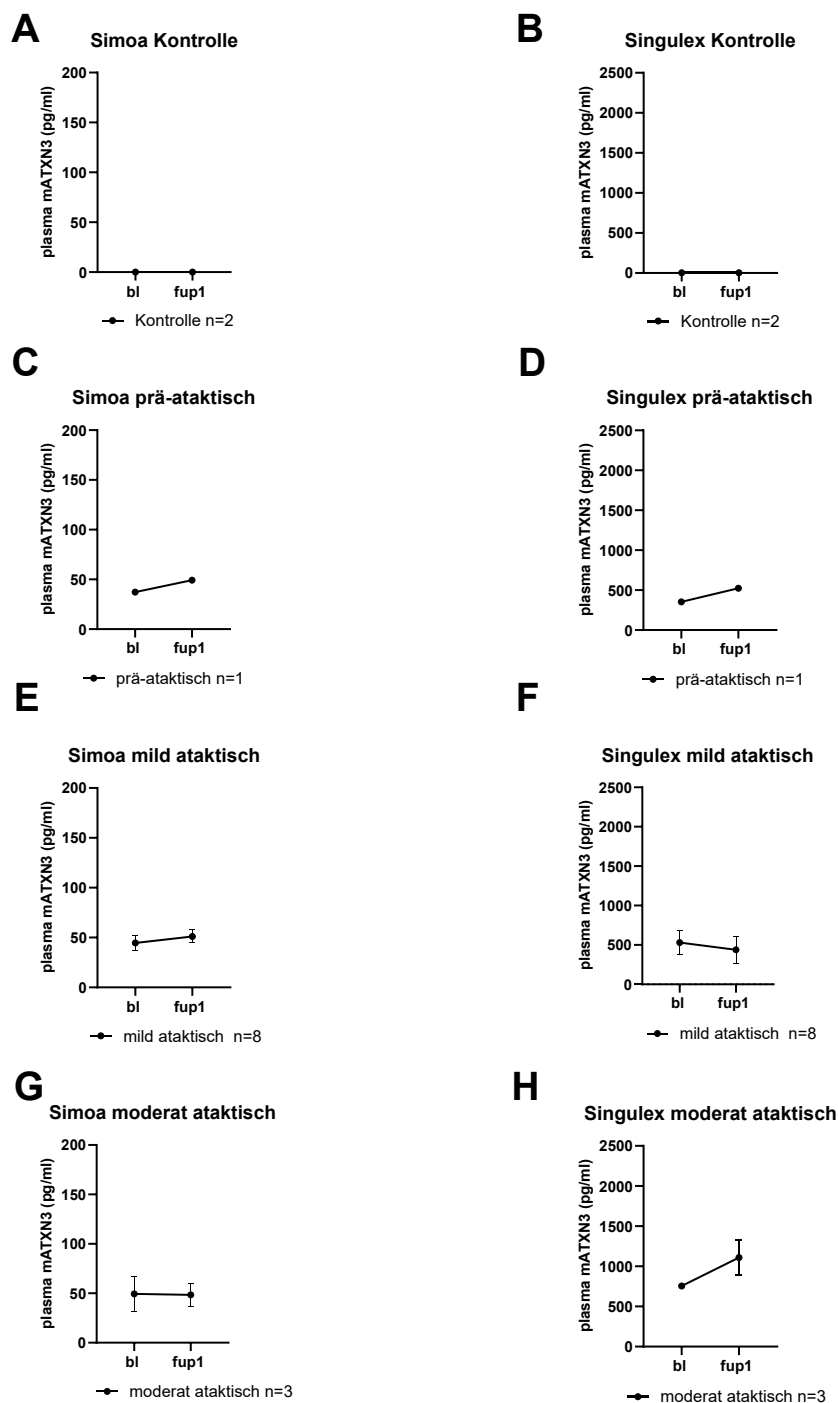 A
Simoa Kontrolle
plasma mATXN3 (pg/ml)
200
150
100
50
0
bl fup1
Kontrolle n=2
B
Singulex Kontrolle
plasma mATXN3 (pg/ml)
2500
2000
1500
1000
500
0
bl fup1
Kontrolle n=2
C
Simoa prä-ataktisch
plasma mATXN3 (pg/ml)
200
150
100
50
0
bl fup1
prä-ataktisch n=1
D
Singulex prä-ataktisch
plasma mATXN3 (pg/ml)
2500
2000
1500
1000
500
0
bl fup1
prä-ataktisch n=1
E
Simoa mild ataktisch
plasma mATXN3 (pg/ml)
200
150
100
50
0
bl fup1
mild ataktisch n=8
F
Singulex mild ataktisch
plasma mATXN3 (pg/ml)
2500
2000
1500
1000
500
0
bl fup1
mild ataktisch n=8
G
Simoa moderat ataktisch
plasma mATXN3 (pg/ml)
200
150
100
50
0
bl fup1
moderat ataktisch n=3
H
Singulex moderat ataktisch
plasma mATXN3 (pg/ml)
2500
2000
1500
1000
500
0
bl fup1
moderat ataktisch n=3